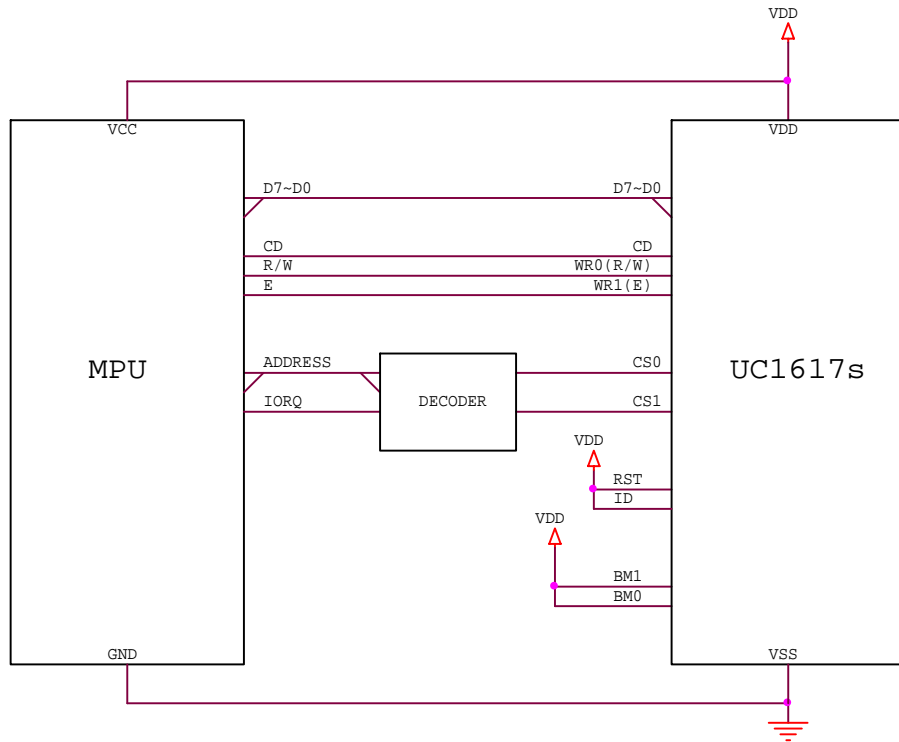 VDD
VCC VDD
D7~D0 D7~D0
CD CD
R/W WR0(R/W)
E WR1(E)
ADDRESS CS0
MPU UC1617s
IORQ DECODER CS1
VDD
RST
ID
VDD
BM1
BM0
GND VSS